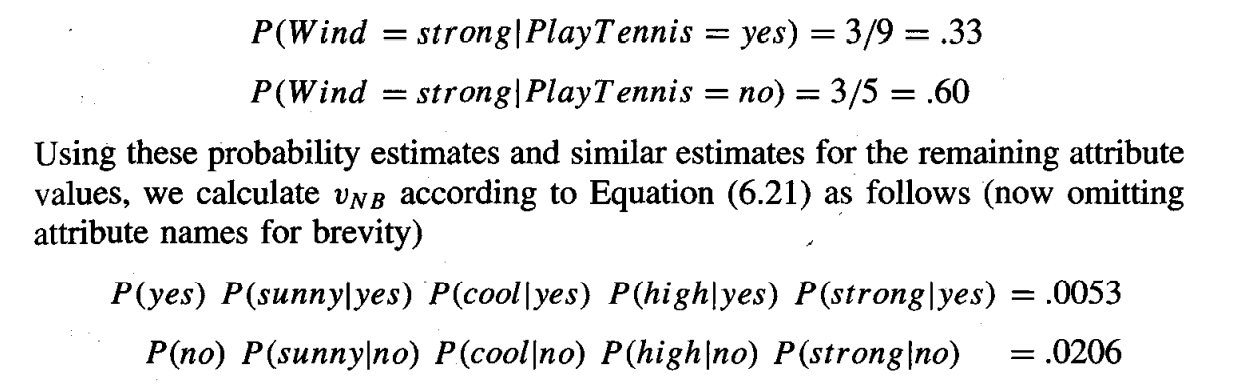 P(Wind = strong|PlayTennis = yes) = 3/9 = .33
P(Wind = strong|PlayTennis = no) = 3/5 = .60
Using these probability estimates and similar estimates for the remaining attribute
values, we calculate v_NB according to Equation (6.21) as follows (now omitting
attribute names for brevity)
P(yes) P(sunny|yes) P(cool|yes) P(high|yes) P(strong|yes) = .0053
P(no) P(sunny|no) P(cool|no) P(high|no) P(strong|no) = .0206